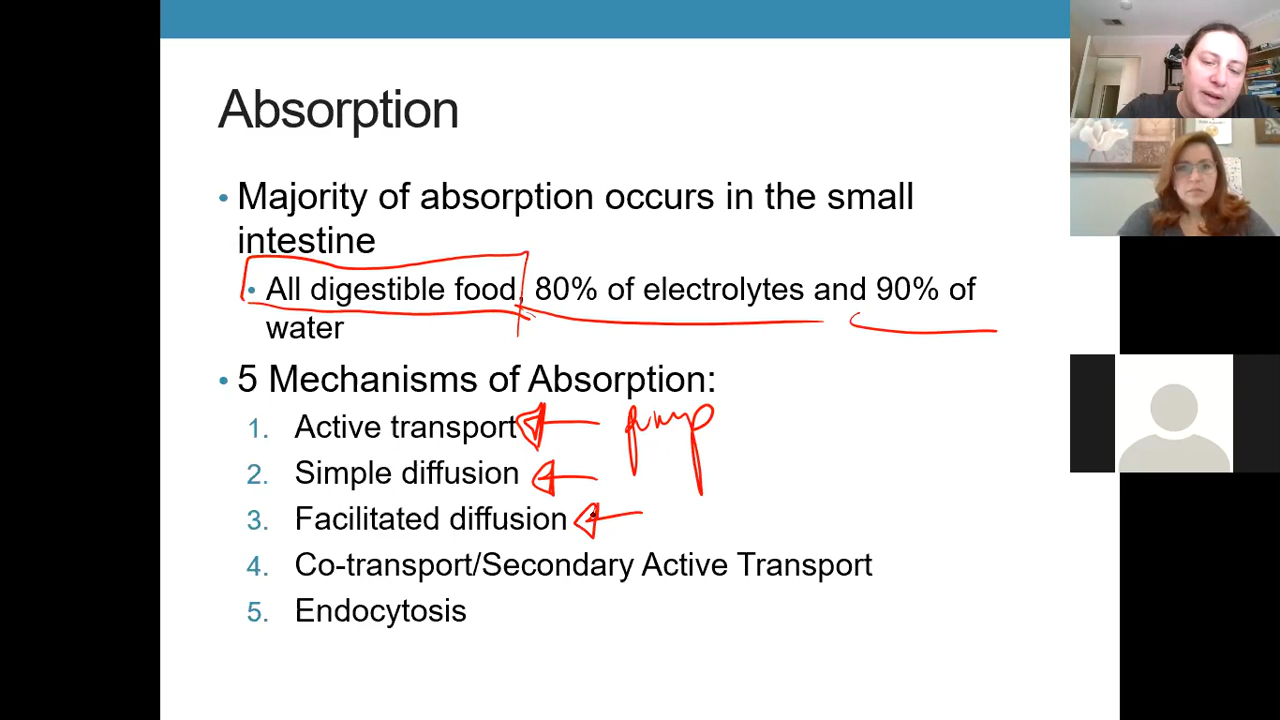 Absorption
• Majority of absorption occurs in the small
intestine
• All digestible food, 80% of electrolytes and 90% of
water
• 5 Mechanisms of Absorption:
1. Active transport pump
2. Simple diffusion
3. Facilitated diffusion
4. Co-transport/Secondary Active Transport
5. Endocytosis